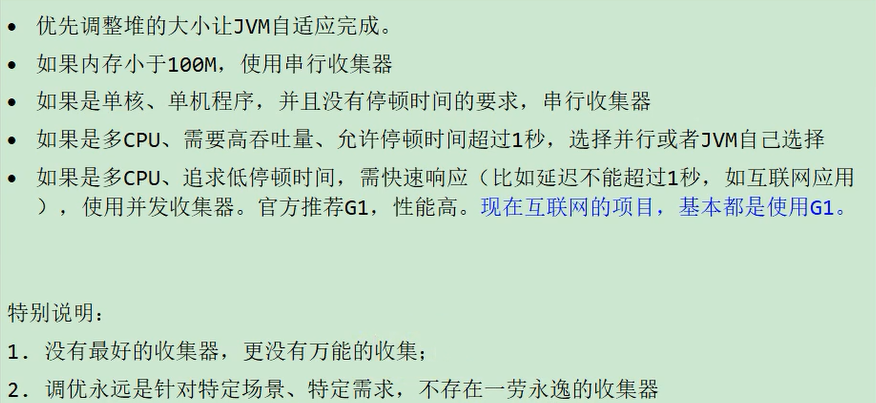 • 优先调整堆的大小让JVM自适应完成。
• 如果内存小于100M，使用串行收集器
• 如果是单核、单机程序，并且没有停顿时间的要求，串行收集器
• 如果是多CPU、需要高吞吐量、允许停顿时间超过1秒，选择并行或者JVM自己选择
• 如果是多CPU、追求低停顿时间，需快速响应（比如延迟不能超过1秒，如互联网应用
），使用并发收集器。官方推荐G1，性能高。现在互联网的项目，基本都是使用G1。
特别说明：
1. 没有最好的收集器，更没有万能的收集；
2. 调优永远是针对特定场景、特定需求，不存在一劳永逸的收集器